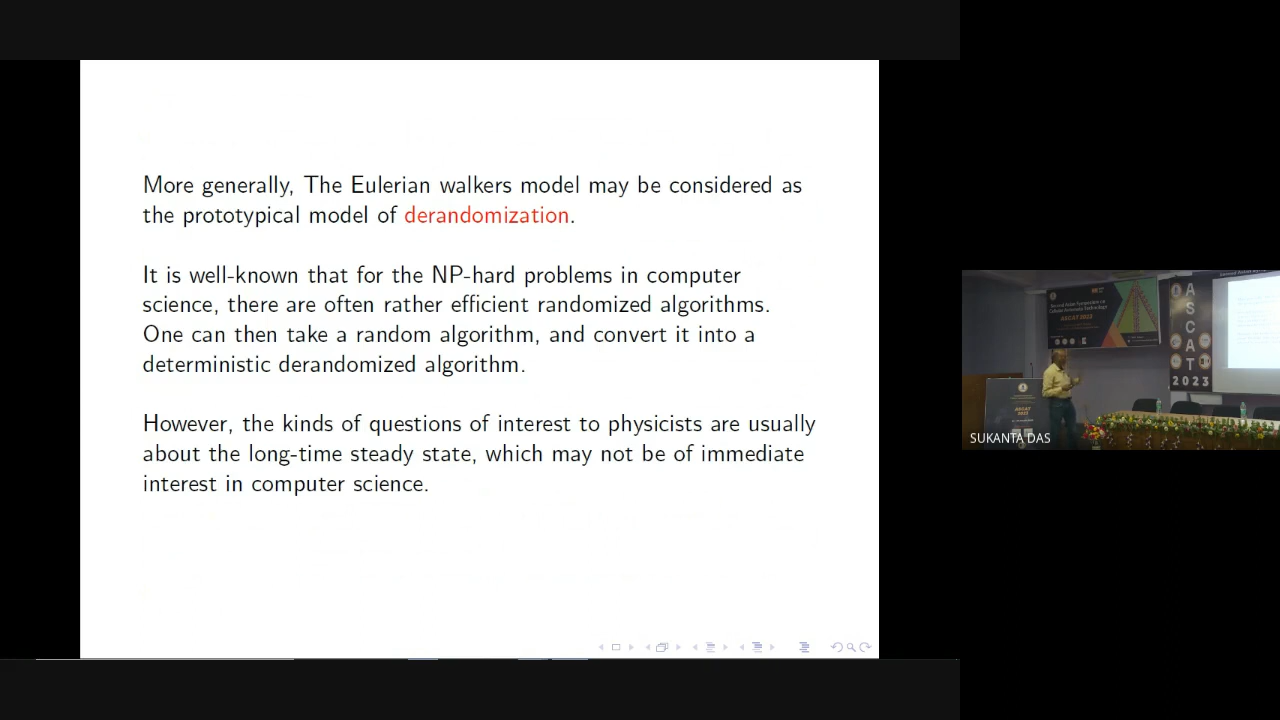 More generally, The Eulerian walkers model may be considered as
the prototypical model of derandomization.
It is well-known that for the NP-hard problems in computer
science, there are often rather efficient randomized algorithms.
One can then take a random algorithm, and convert it into a
deterministic derandomized algorithm.
However, the kinds of questions of interest to physicists are usually
about the long-time steady state, which may not be of immediate
interest in computer science.
ASCAT 2023
ASCAT
2023
SUKANTA DAS